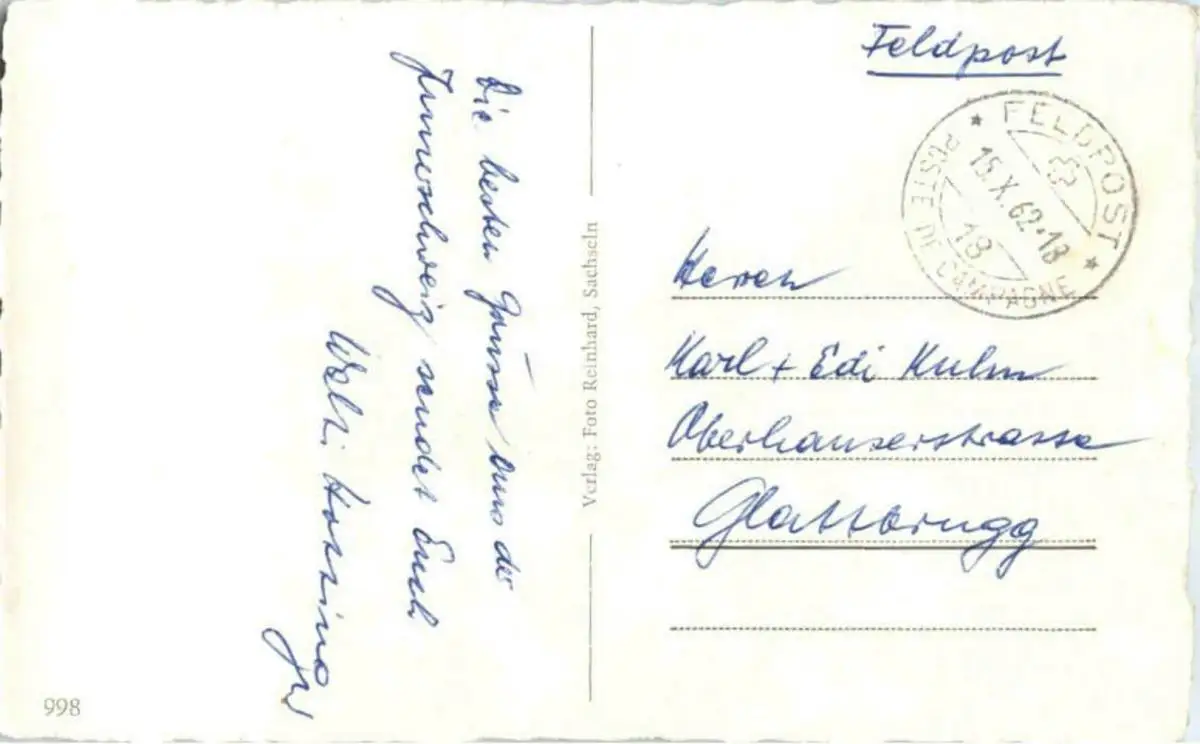 Die besten Grüsse aus der
Innerschweiz sendet Euch
Walti
Verlag: Foto Reinhard, Sachseln
998
Feldpost
FELDPOST
15.X.62-18
18
POSTE DE CAMPAGNE
Herren
Karl + Edi Kuhn
Oberhauserstrasse
Glattbrugg